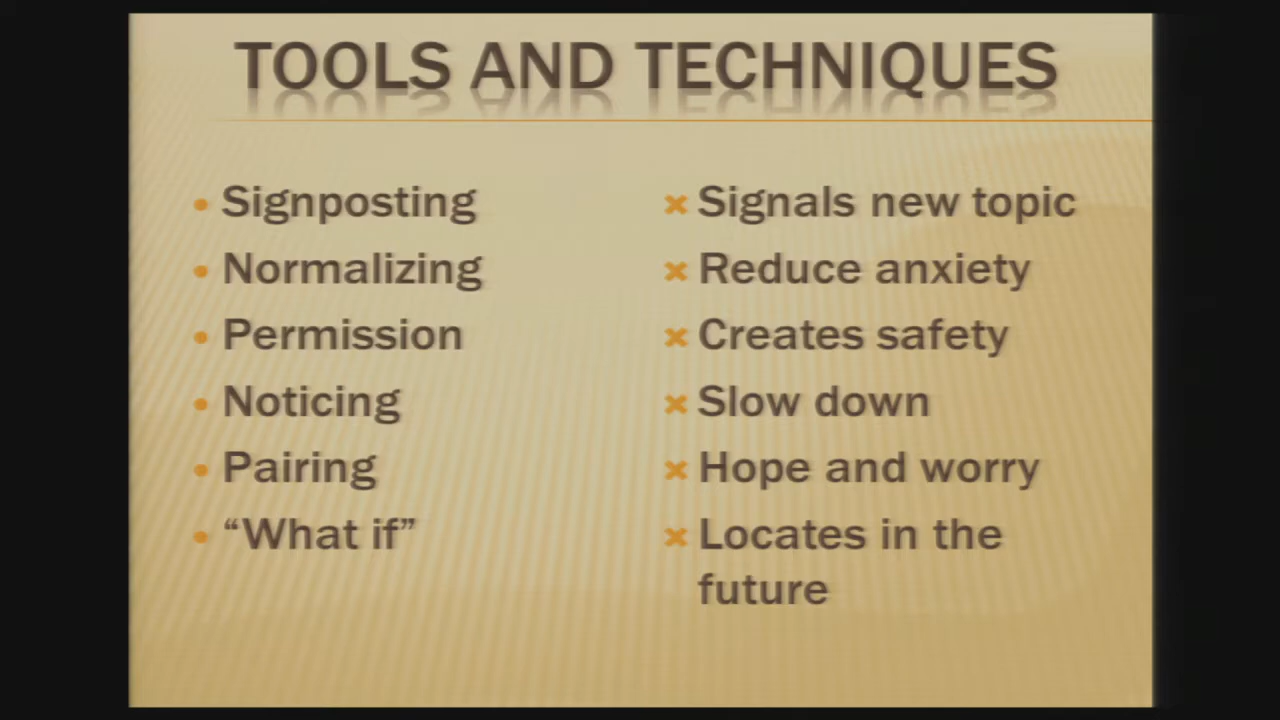 TOOLS AND TECHNIQUES
Signposting
Normalizing
Permission
Noticing
Pairing
“What if”
Signals new topic
Reduce anxiety
Creates safety
Slow down
Hope and worry
Locates in the
future